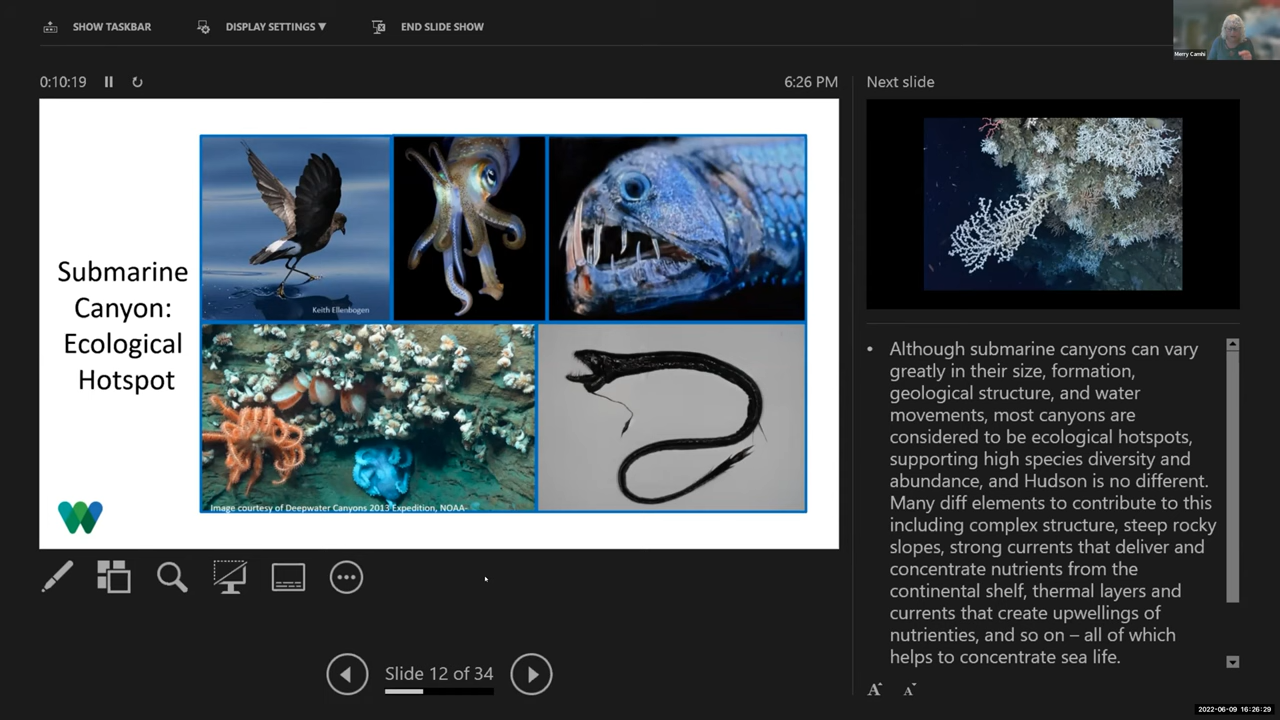 SHOW TASKBAR
DISPLAY SETTINGS ▼
END SLIDE SHOW
Merry Camhi
0:10:19
6:26 PM
Next slide
Submarine
Canyon:
Ecological
Hotspot
Keith Ellenbogen
Image courtesy of Deepwater Canyons 2013 Expedition, NOAA-
• Although submarine canyons can vary
greatly in their size, formation,
geological structure, and water
movements, most canyons are
considered to be ecological hotspots,
supporting high species diversity and
abundance, and Hudson is no different.
Many diff elements to contribute to this
including complex structure, steep rocky
slopes, strong currents that deliver and
concentrate nutrients from the
continental shelf, thermal layers and
currents that create upwellings of
nutrienties, and so on – all of which
helps to concentrate sea life.
Slide 12 of 34
A A
2022-06-09 16:26:29